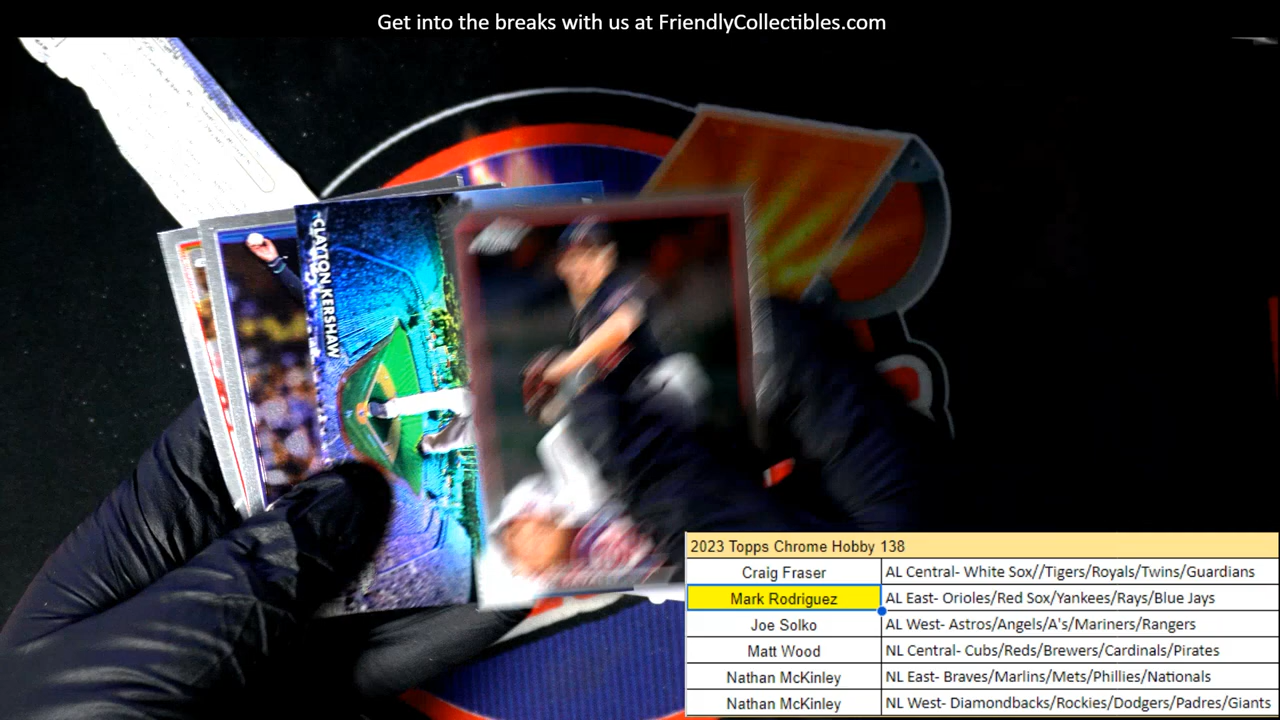 Get into the breaks with us at FriendlyCollectibles.com
CLAYTON KERSHAW
2023 Topps Chrome Hobby 138
Craig Fraser AL Central- White Sox//Tigers/Royals/Twins/Guardians
Mark Rodriguez AL East- Orioles/Red Sox/Yankees/Rays/Blue Jays
Joe Solko AL West- Astros/Angels/A's/Mariners/Rangers
Matt Wood NL Central- Cubs/Reds/Brewers/Cardinals/Pirates
Nathan McKinley NL East- Braves/Marlins/Mets/Phillies/Nationals
Nathan McKinley NL West- Diamondbacks/Rockies/Dodgers/Padres/Giants